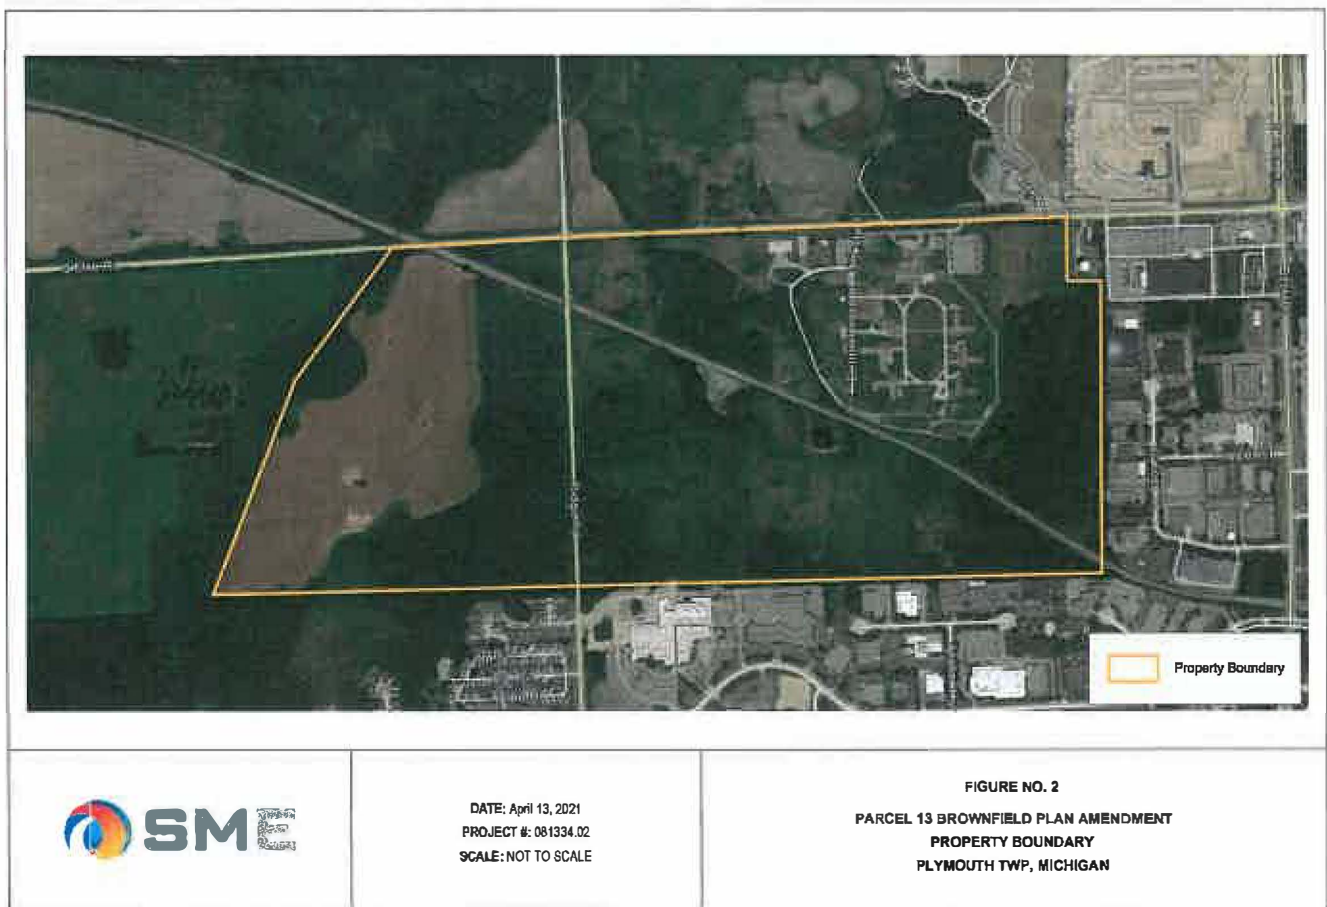 Property Boundary
SME
DATE: April 13, 2021
PROJECT #: 081334.02
SCALE: NOT TO SCALE
FIGURE NO. 2
PARCEL 13 BROWNFIELD PLAN AMENDMENT
PROPERTY BOUNDARY
PLYMOUTH TWP, MICHIGAN